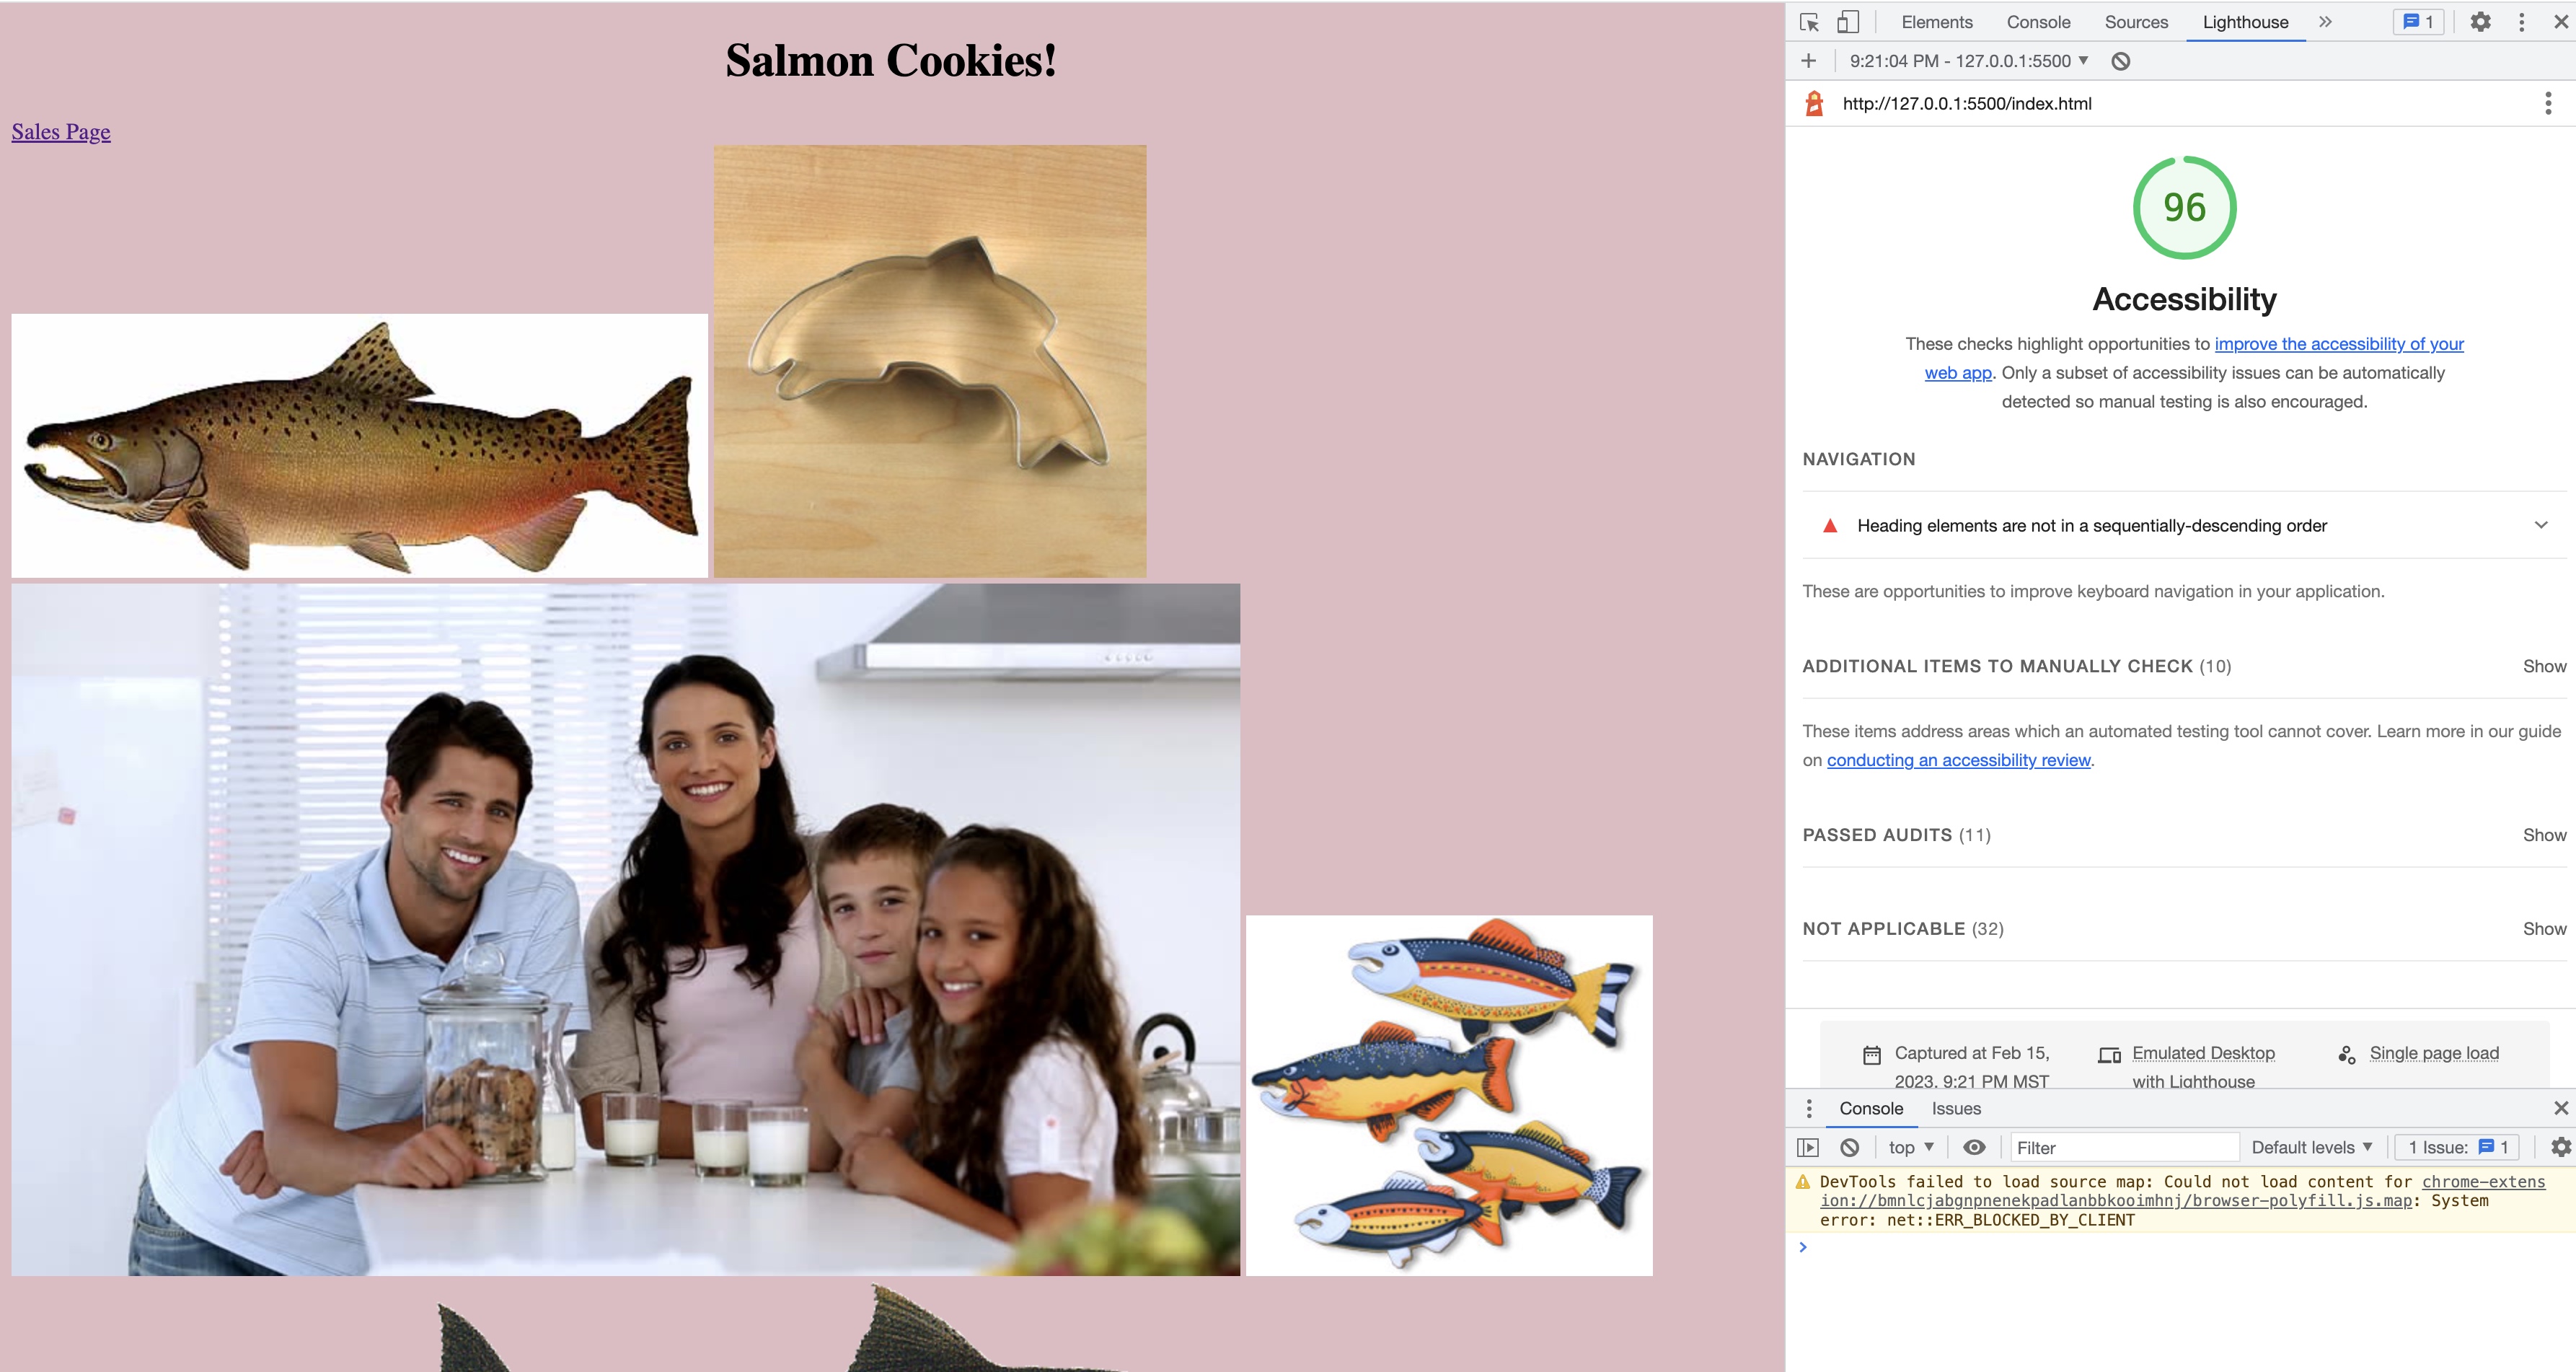 Salmon Cookies!
Sales Page
Elements Console Sources Lighthouse 1
9:21:04 PM - 127.0.0.1:5500
http://127.0.0.1:5500/index.html
96
Accessibility
These checks highlight opportunities to improve the accessibility of your
web app. Only a subset of accessibility issues can be automatically
detected so manual testing is also encouraged.
NAVIGATION
Heading elements are not in a sequentially-descending order
These are opportunities to improve keyboard navigation in your application.
ADDITIONAL ITEMS TO MANUALLY CHECK (10) Show
These items address areas which an automated testing tool cannot cover. Learn more in our guide
on conducting an accessibility review.
PASSED AUDITS (11) Show
NOT APPLICABLE (32) Show
Captured at Feb 15, Emulated Desktop Single page load
2023, 9:21 PM MST with Lighthouse
Console Issues
top Filter Default levels 1 Issue: 1
DevTools failed to load source map: Could not load content for chrome-extens
ion://bmnlcjabgnpnenekpadlanbbkooimhnj/browser-polyfill.js.map: System
error: net::ERR_BLOCKED_BY_CLIENT